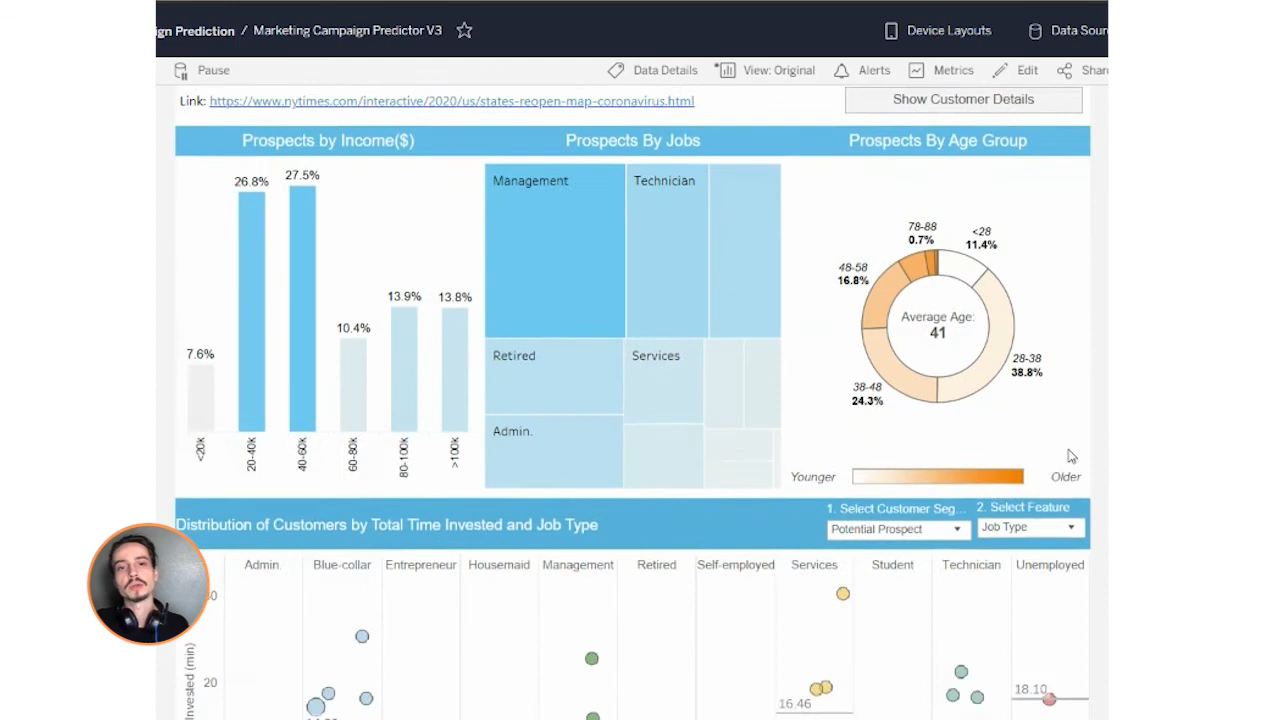 ign Prediction / Marketing Campaign Predictor V3
Device Layouts
Data Sour
Pause
Data Details
View: Original
Alerts
Metrics
Edit
Shar
Link: https://www.nytimes.com/interactive/2020/us/states-reopen-map-coronavirus.html
Show Customer Details
Prospects by Income($)
Prospects By Jobs
Prospects By Age Group
26.8%
27.5%
7.6%
10.4%
13.9%
13.8%
<20k
20-40k
40-60k
60-80k
80-100k
>100k
Management
Technician
Retired
Services
Admin.
78-88
0.7%
<28
11.4%
48-58
16.8%
Average Age:
41
28-38
38.8%
38-48
24.3%
Younger
Older
Distribution of Customers by Total Time Invested and Job Type
1. Select Customer Seg...
Potential Prospect
2. Select Feature
Job Type
Admin.
Blue-collar
Entrepreneur
Housemaid
Management
Retired
Self-employed
Services
Student
Technician
Unemployed
20
Invested (min)
16.46
18.10